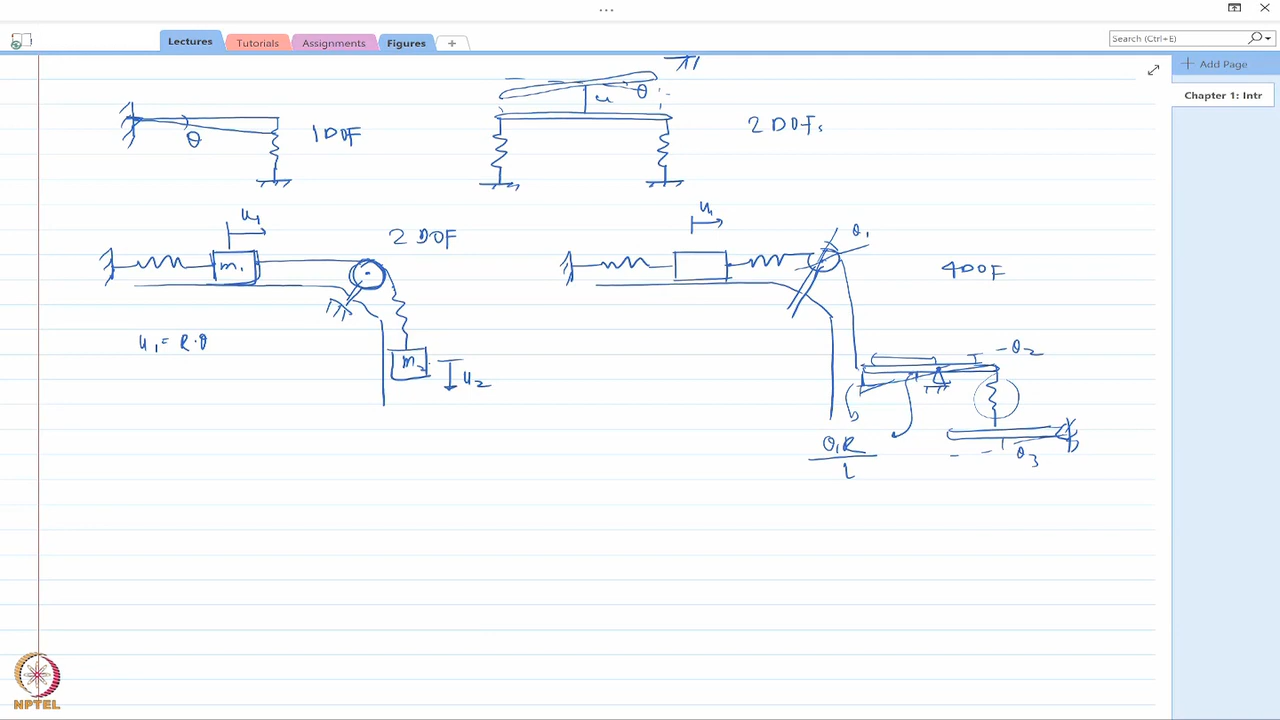 Lectures
Tutorials
Assignments
Figures
Search (Ctrl+E)
Add Page
Chapter 1: Intr
θ
1 DOF
u
θ
2 DOFs
u1
m1
2 DOF
u1 = R·θ
m2
u2
u1
θ1
4 DOF
θ2
θ1R
L
θ3
NPTEL